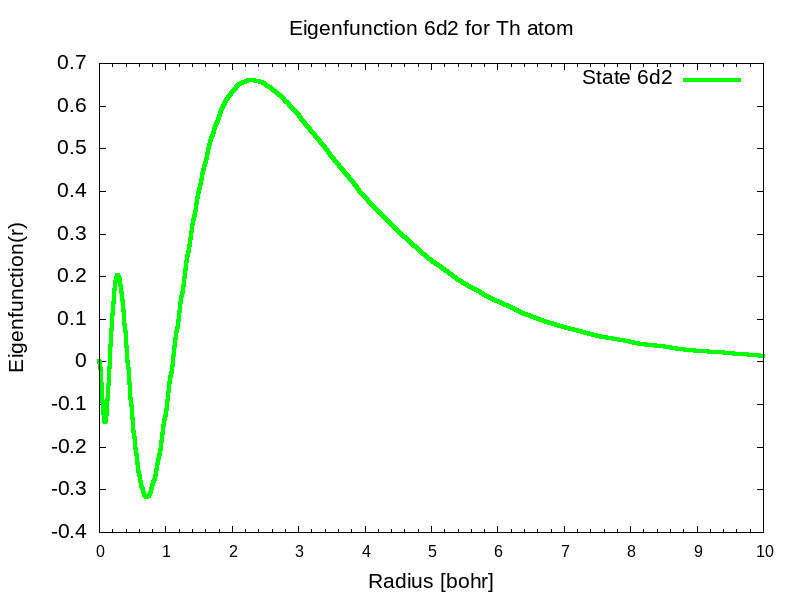 Eigenfunction 6d2 for Th atom
State 6d2
0.7
0.6
0.5
0.4
0.3
0.2
0.1
0
-0.1
-0.2
-0.3
-0.4
Eigenfunction(r)
0 1 2 3 4 5 6 7 8 9 10
Radius [bohr]